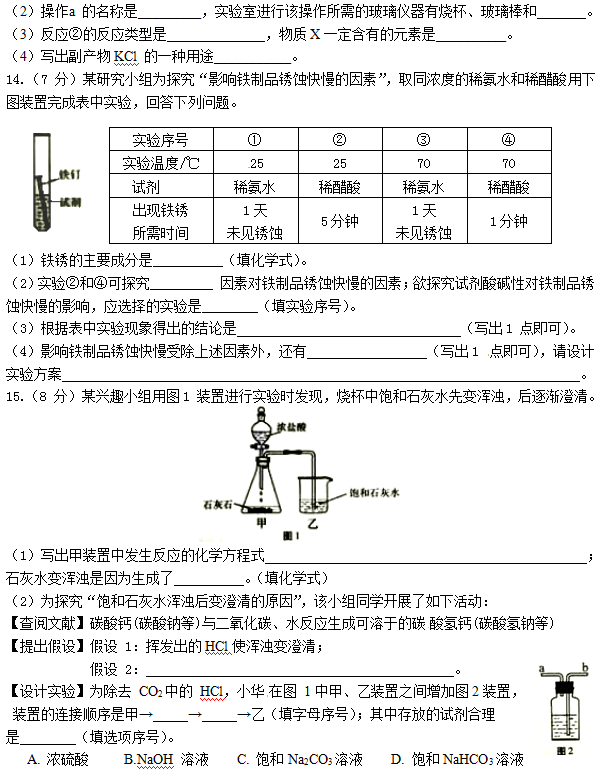 （2）操作a 的名称是________，实验室进行该操作所需的玻璃仪器有烧杯、玻璃棒和______。
（3）反应②的反应类型是____________，物质X一定含有的元素是________。
（4）写出副产物KCl 的一种用途__________。
14.（7 分）某研究小组为探究“影响铁制品锈蚀快慢的因素”，取同浓度的稀氨水和稀醋酸用下
图装置完成表中实验，回答下列问题。
铁钉
试剂
实验序号 ① ② ③ ④
实验温度/℃ 25 25 70 70
试剂 稀氨水 稀醋酸 稀氨水 稀醋酸
出现铁锈所需时间 1天未见锈蚀 5分钟 1天未见锈蚀 1分钟
（1）铁锈的主要成分是________（填化学式）。
（2）实验②和④可探究________ 因素对铁制品锈蚀快慢的因素；欲探究试剂酸碱性对铁制品锈
蚀快慢的影响，应选择的实验是_______（填实验序号）。
（3）根据表中实验现象得出的结论是____________________________（写出1 点即可）。
（4）影响铁制品锈蚀快慢受除上述因素外，还有______________（写出1 点即可），请设计
实验方案________________________________________________________________。
15.（8 分）某兴趣小组用图1 装置进行实验时发现，烧杯中饱和石灰水先变浑浊，后逐渐澄清。
浓盐酸
石灰石
饱和石灰水
甲 乙
图1
（1）写出甲装置中发生反应的化学方程式________________________________________；
石灰水变浑浊是因为生成了________。（填化学式）
（2）为探究“饱和石灰水浑浊后变澄清的原因”，该小组同学开展了如下活动：
【查阅文献】碳酸钙(碳酸钠等)与二氧化碳、水反应生成可溶于的碳 酸氢钙(碳酸氢钠等)
【提出假设】假设 1：挥发出的HCl使浑浊变澄清；
假设 2：______________________________________。
【设计实验】为除去 CO2中的 HCl，小华 在图 1中甲、乙装置之间增加图2装置，
装置的连接顺序是甲→____→____→乙（填字母序号）；其中存放的试剂合理
是______（填选项序号）。
a b
图2
A. 浓硫酸 B.NaOH 溶液 C. 饱和Na2CO3溶液 D. 饱和NaHCO3溶液